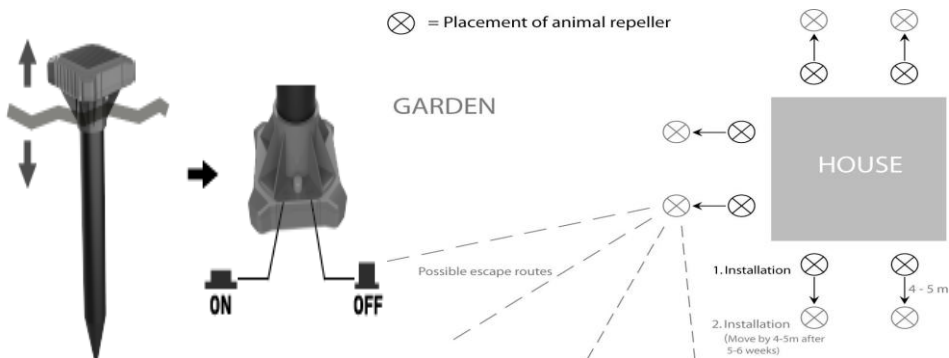 = Placement of animal repeller
GARDEN
HOUSE
Possible escape routes
ON
OFF
1. Installation
4 - 5 m
2. Installation
(Move by 4-5m after
5-6 weeks)